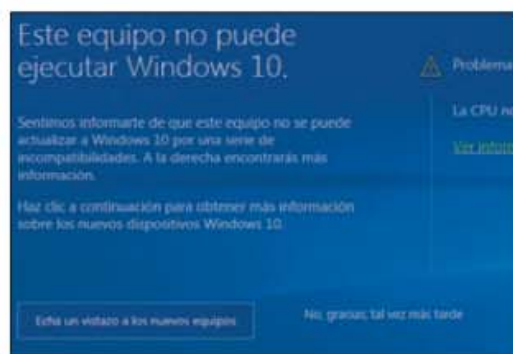 Este equipo no puede
ejecutar Windows 10.
Sentimos informarte de que este equipo no se puede
actualizar a Windows 10 por una serie de
incompatibilidades. A la derecha encontrarás más
información.
Haz clic a continuación para obtener más información
sobre los nuevos dispositivos Windows 10.
Echa un vistazo a los nuevos equipos
No, gracias, tal vez más tarde
Problema
La CPU no
Ver inform